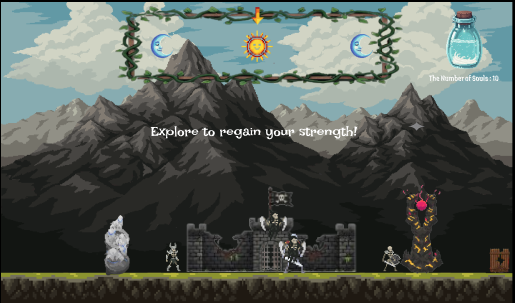 The Number of Souls : 10
Explore to regain your strength!